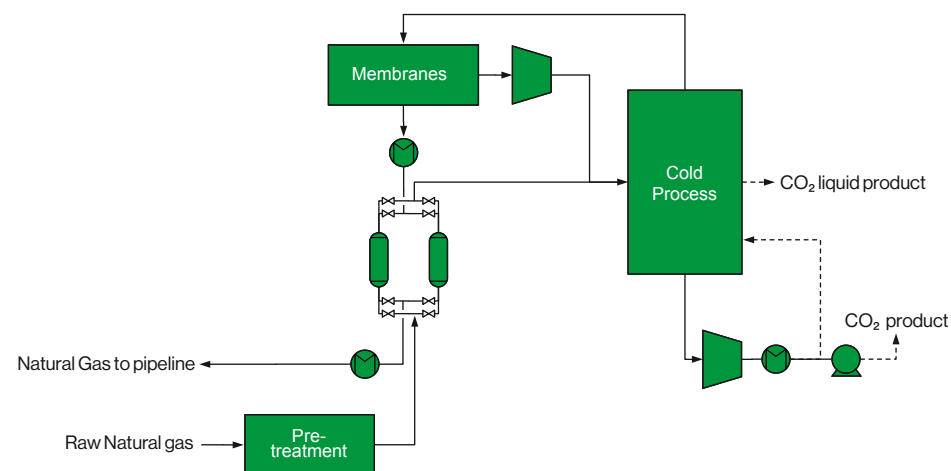 Membranes
Cold
Process
CO₂ liquid product
CO₂ product
Natural Gas to pipeline
Raw Natural gas
Pre-
treatment